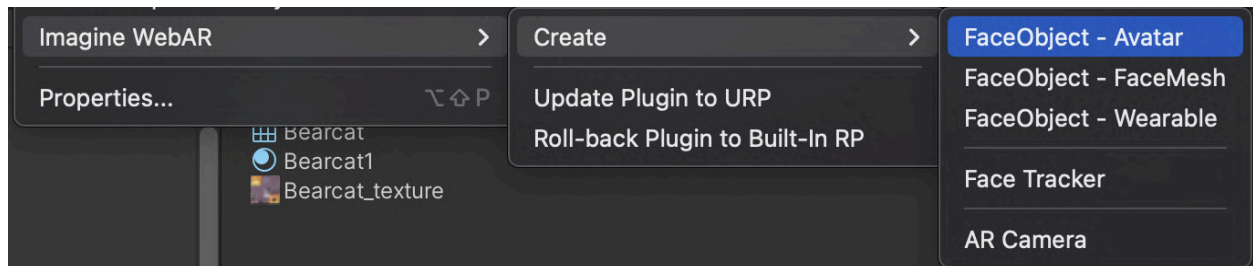 Imagine WebAR
Properties...
⌥⇧P
Bearcat
Bearcat1
Bearcat_texture
Create
Update Plugin to URP
Roll-back Plugin to Built-In RP
FaceObject - Avatar
FaceObject - FaceMesh
FaceObject - Wearable
Face Tracker
AR Camera